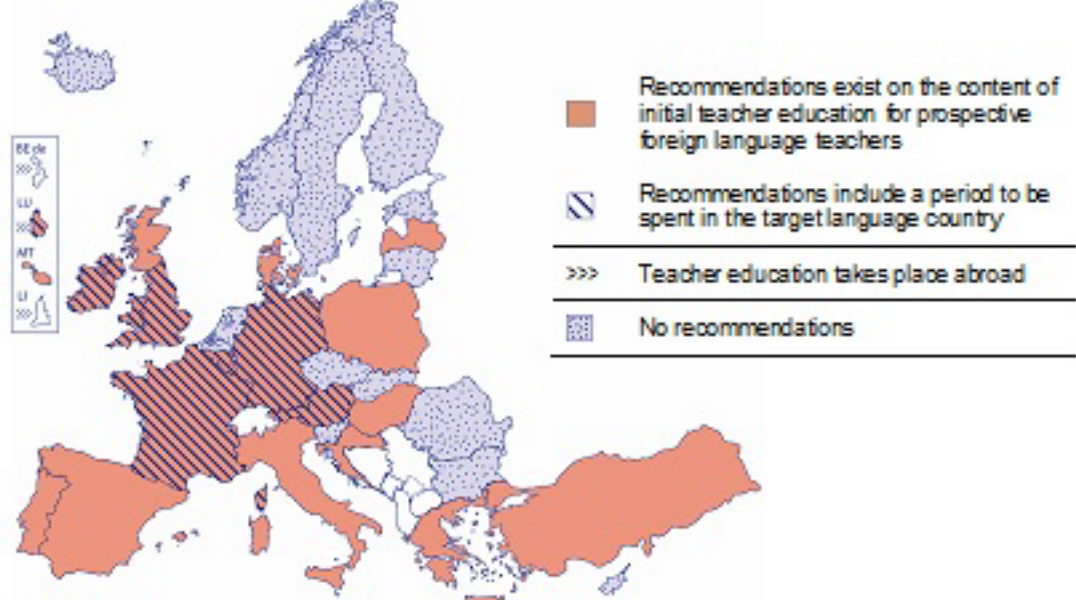 Recommendations exist on the content of
initial teacher education for prospective
foreign language teachers
Recommendations include a period to be
spent in the target language country
>>> Teacher education takes place abroad
No recommendations
BE de
>>>
LU
>>>
MT
LI
>>>